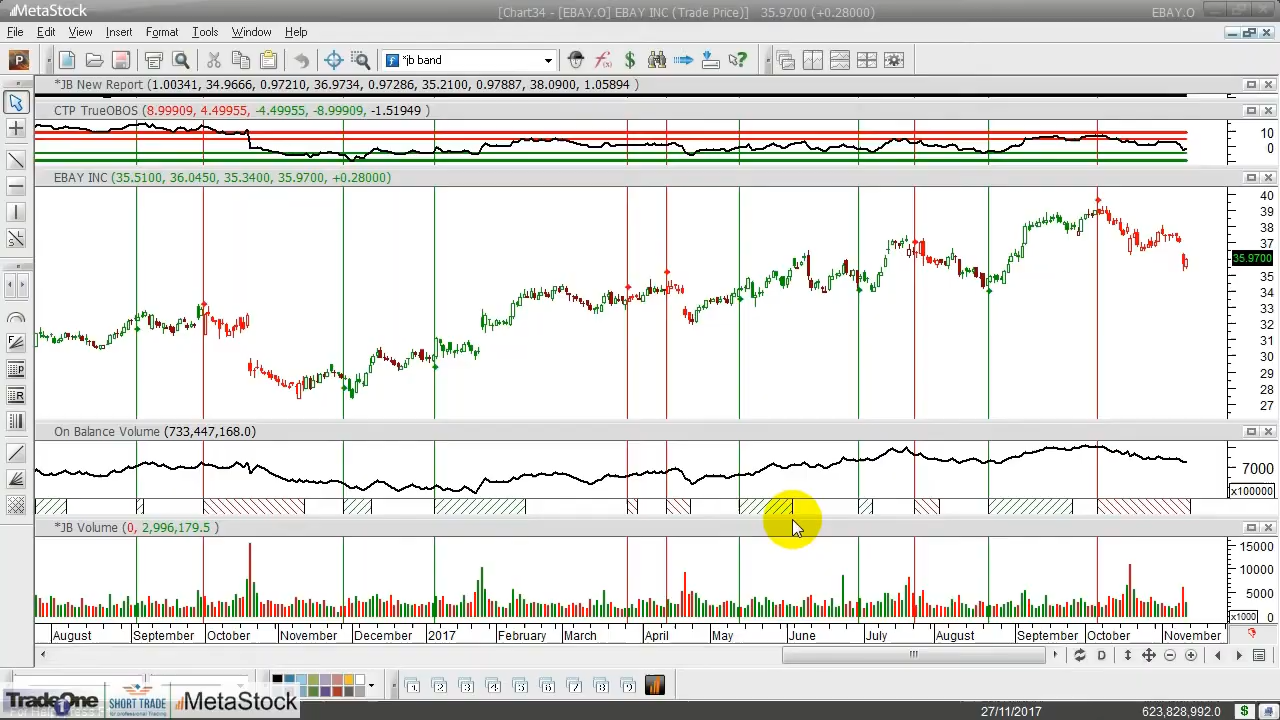 MetaStock
[Chart34 - [EBAY.O] EBAY INC (Trade Price)] 35.9700 (+0.28000)
EBAY.O
File Edit View Insert Format Tools Window Help
*jb band
*JB New Report (1.00341, 34.9666, 0.97210, 36.9734, 0.97286, 35.2100, 0.97887, 38.0900, 1.05894 )
CTP TrueOBOS (8.99909, 4.49955, -4.49955, -8.99909, -1.51949 )
10
0
EBAY INC (35.5100, 36.0450, 35.3400, 35.9700, +0.28000)
40
39
38
37
35.9700
35
34
33
32
31
30
29
28
27
On Balance Volume (733,447,168.0)
7000
x100000
*JB Volume (0, 2,996,179.5 )
15000
10000
5000
x1000
0
August September October November December 2017 February March April May June July August September October November
D
TradeOne
SHORT TRADE
for professional Trading
MetaStock
27/11/2017
623,828,992.0